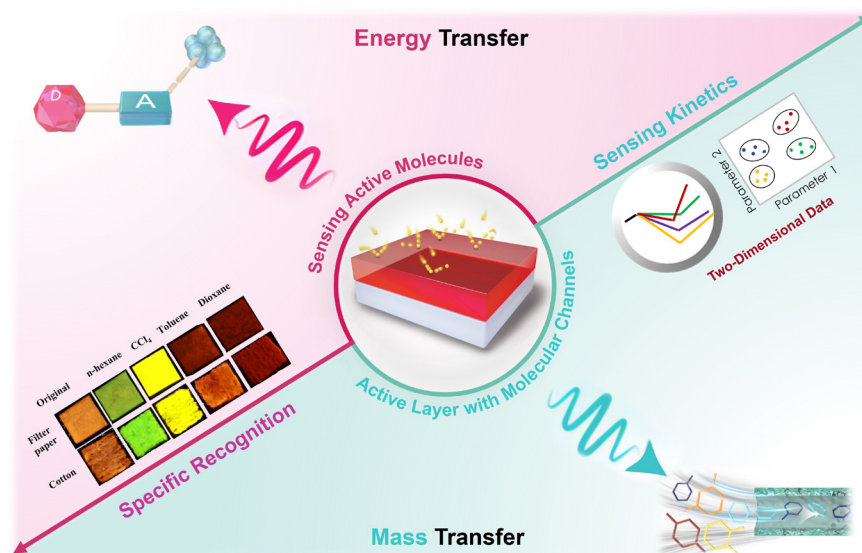 Energy Transfer
D
A
Sensing Kinetics
Parameter 2
Parameter 1
Two-Dimensional Data
Sensing Active Molecules
Active Layer with Molecular Channels
Original
n-hexane
CCl₄
Toluene
Dioxane
Filter
paper
Cotton
Specific Recognition
Mass Transfer